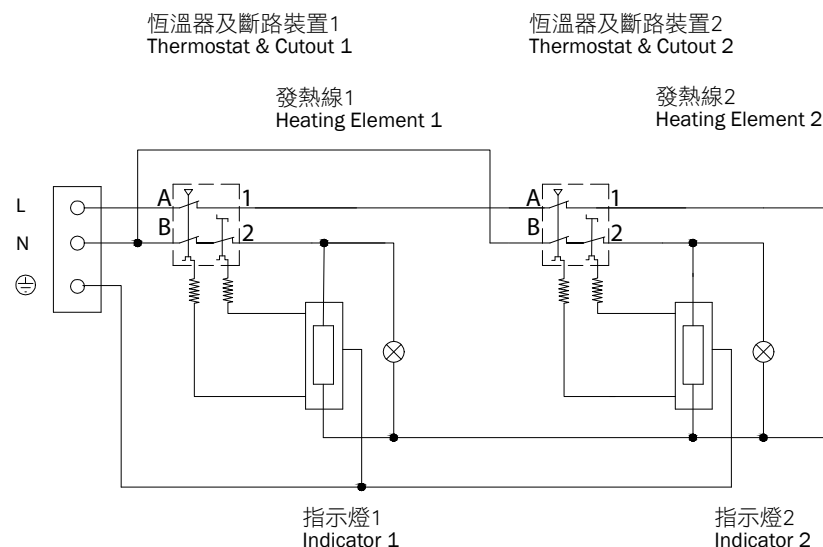 恆溫器及斷路裝置1
Thermostat & Cutout 1
恆溫器及斷路裝置2
Thermostat & Cutout 2
發熱線1
Heating Element 1
發熱線2
Heating Element 2
L
A
1
A
1
N
B
2
B
2
指示燈1
Indicator 1
指示燈2
Indicator 2